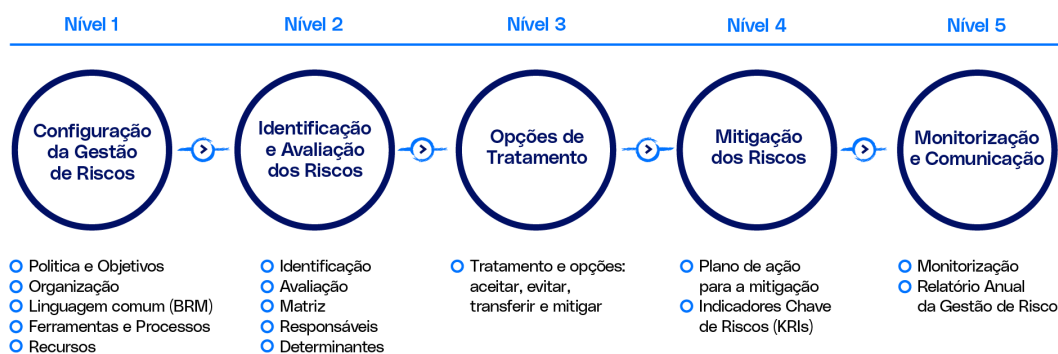 Nível 1
Nível 2
Nível 3
Nível 4
Nível 5
Configuração
da Gestão
de Riscos
Identificação
e Avaliação
dos Riscos
Opções de
Tratamento
Mitigação
dos Riscos
Monitorização
e Comunicação
Politica e Objetivos
Organização
Linguagem comum (BRM)
Ferramentas e Processos
Recursos
Identificação
Avaliação
Matriz
Responsáveis
Determinantes
Tratamento e opções:
aceitar, evitar,
transferir e mitigar
Plano de ação
para a mitigação
Indicadores Chave
de Riscos (KRIs)
Monitorização
Relatório Anual
da Gestão de Risco